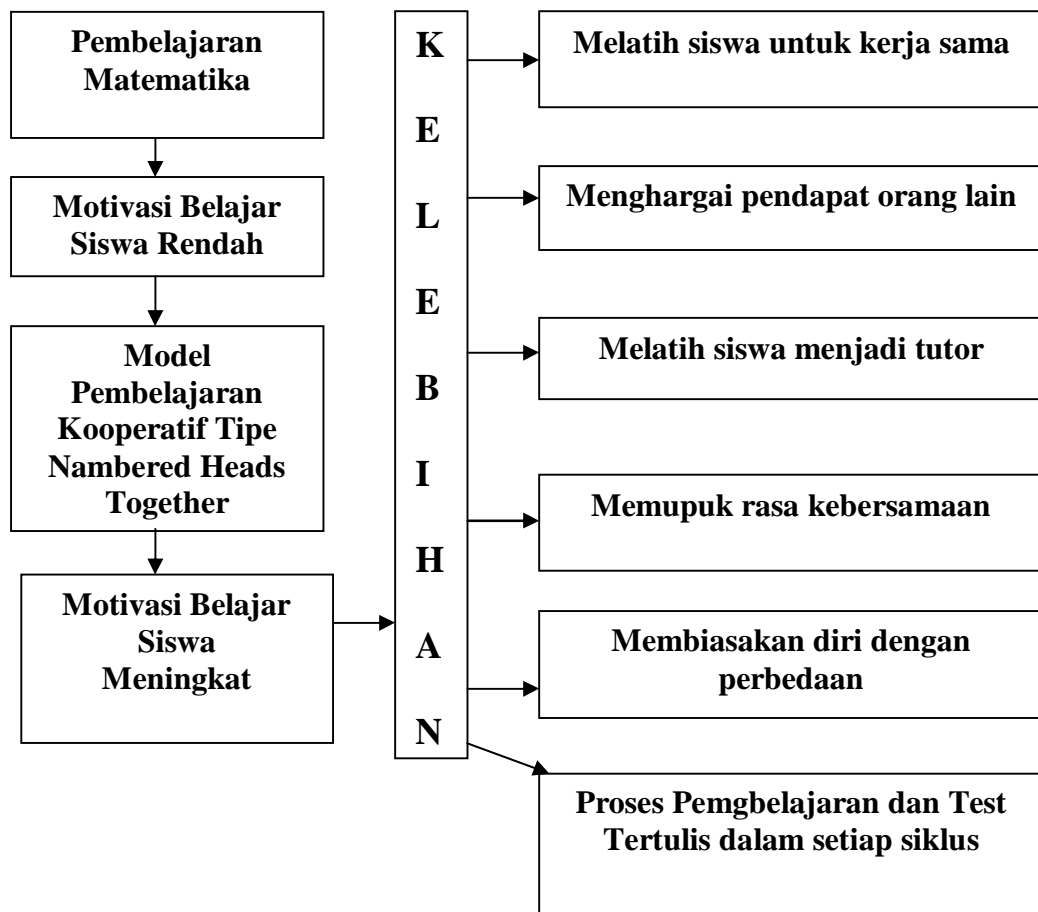 Pembelajaran
Matematika
Motivasi Belajar
Siswa Rendah
Model
Pembelajaran
Kooperatif Tipe
Nambered Heads
Together
Motivasi Belajar
Siswa
Meningkat
K
E
L
E
B
I
H
A
N
Melatih siswa untuk kerja sama
Menghargai pendapat orang lain
Melatih siswa menjadi tutor
Memupuk rasa kebersamaan
Membiasakan diri dengan
perbedaan
Proses Pemgbelajaran dan Test
Tertulis dalam setiap siklus